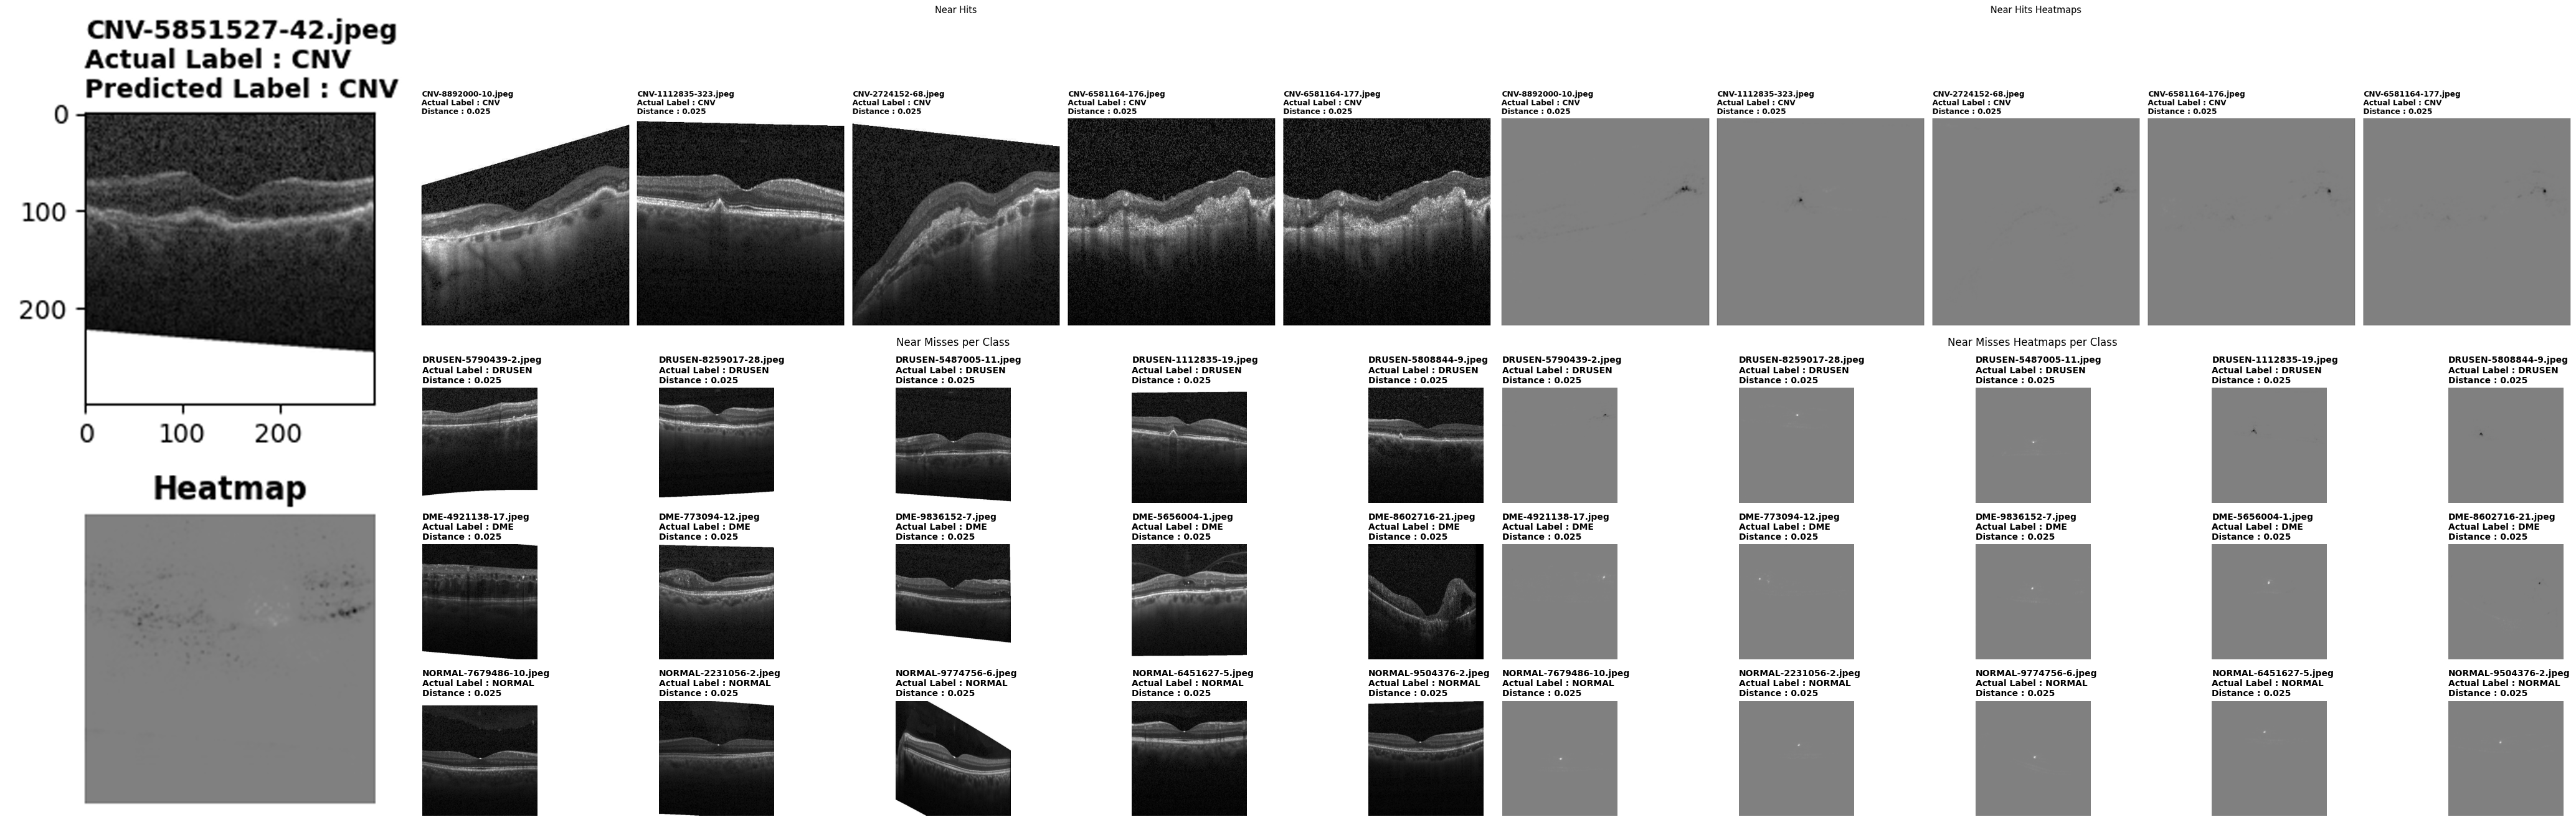 CNV-5851527-42.jpeg
Actual Label : CNV
Predicted Label : CNV
0
100
200
0
100
200
Heatmap
Near Hits
CNV-8892000-10.jpeg
Actual Label : CNV
Distance : 0.025
CNV-1112835-323.jpeg
Actual Label : CNV
Distance : 0.025
CNV-2724152-68.jpeg
Actual Label : CNV
Distance : 0.025
CNV-6581164-176.jpeg
Actual Label : CNV
Distance : 0.025
CNV-6581164-177.jpeg
Actual Label : CNV
Distance : 0.025
Near Hits Heatmaps
CNV-8892000-10.jpeg
Actual Label : CNV
Distance : 0.025
CNV-1112835-323.jpeg
Actual Label : CNV
Distance : 0.025
CNV-2724152-68.jpeg
Actual Label : CNV
Distance : 0.025
CNV-6581164-176.jpeg
Actual Label : CNV
Distance : 0.025
CNV-6581164-177.jpeg
Actual Label : CNV
Distance : 0.025
Near Misses per Class
DRUSEN-5790439-2.jpeg
Actual Label : DRUSEN
Distance : 0.025
DRUSEN-8259017-28.jpeg
Actual Label : DRUSEN
Distance : 0.025
DRUSEN-5487005-11.jpeg
Actual Label : DRUSEN
Distance : 0.025
DRUSEN-1112835-19.jpeg
Actual Label : DRUSEN
Distance : 0.025
DRUSEN-5808844-9.jpeg
Actual Label : DRUSEN
Distance : 0.025
DME-4921138-17.jpeg
Actual Label : DME
Distance : 0.025
DME-773094-12.jpeg
Actual Label : DME
Distance : 0.025
DME-9836152-7.jpeg
Actual Label : DME
Distance : 0.025
DME-5656004-1.jpeg
Actual Label : DME
Distance : 0.025
DME-8602716-21.jpeg
Actual Label : DME
Distance : 0.025
NORMAL-7679486-10.jpeg
Actual Label : NORMAL
Distance : 0.025
NORMAL-2231056-2.jpeg
Actual Label : NORMAL
Distance : 0.025
NORMAL-9774756-6.jpeg
Actual Label : NORMAL
Distance : 0.025
NORMAL-6451627-5.jpeg
Actual Label : NORMAL
Distance : 0.025
NORMAL-9504376-2.jpeg
Actual Label : NORMAL
Distance : 0.025
Near Misses Heatmaps per Class
DRUSEN-5790439-2.jpeg
Actual Label : DRUSEN
Distance : 0.025
DRUSEN-8259017-28.jpeg
Actual Label : DRUSEN
Distance : 0.025
DRUSEN-5487005-11.jpeg
Actual Label : DRUSEN
Distance : 0.025
DRUSEN-1112835-19.jpeg
Actual Label : DRUSEN
Distance : 0.025
DRUSEN-5808844-9.jpeg
Actual Label : DRUSEN
Distance : 0.025
DME-4921138-17.jpeg
Actual Label : DME
Distance : 0.025
DME-773094-12.jpeg
Actual Label : DME
Distance : 0.025
DME-9836152-7.jpeg
Actual Label : DME
Distance : 0.025
DME-5656004-1.jpeg
Actual Label : DME
Distance : 0.025
DME-8602716-21.jpeg
Actual Label : DME
Distance : 0.025
NORMAL-7679486-10.jpeg
Actual Label : NORMAL
Distance : 0.025
NORMAL-2231056-2.jpeg
Actual Label : NORMAL
Distance : 0.025
NORMAL-9774756-6.jpeg
Actual Label : NORMAL
Distance : 0.025
NORMAL-6451627-5.jpeg
Actual Label : NORMAL
Distance : 0.025
NORMAL-9504376-2.jpeg
Actual Label : NORMAL
Distance : 0.025